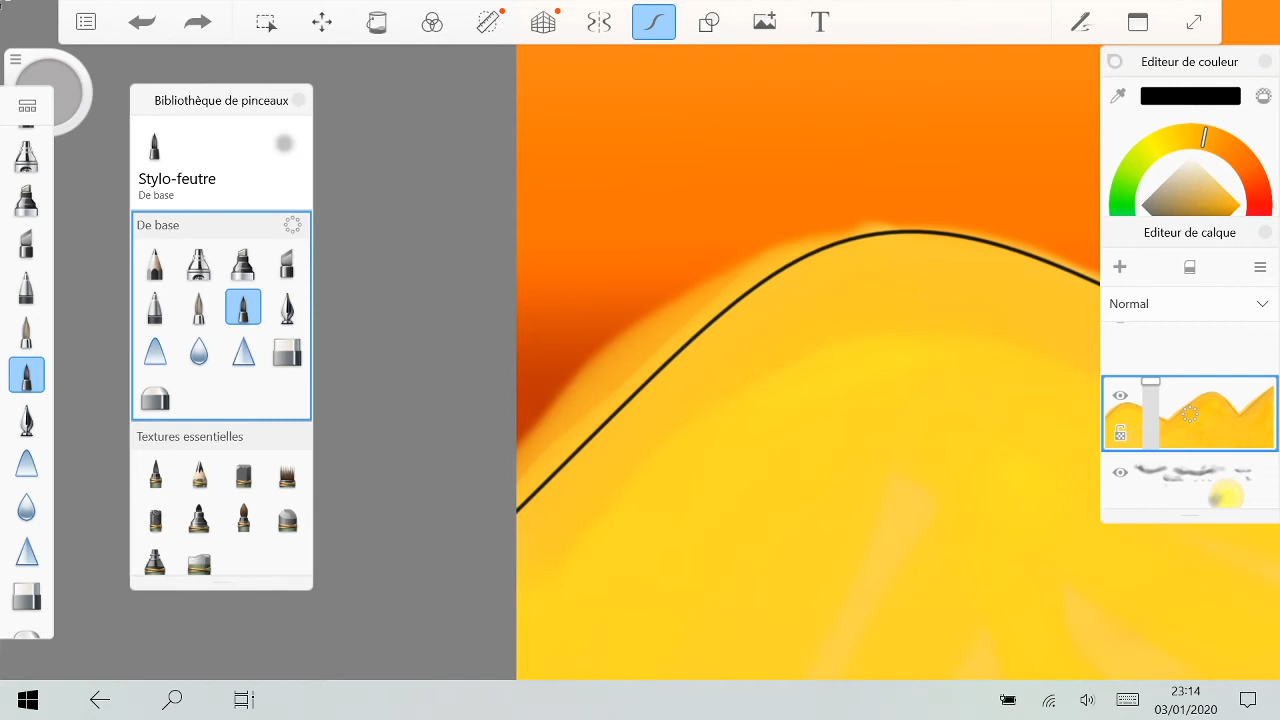 T
Bibliothèque de pinceaux
Stylo-feutre
De base
De base
Textures essentielles
Editeur de couleur
Editeur de calque
Normal
23:14
03/01/2020